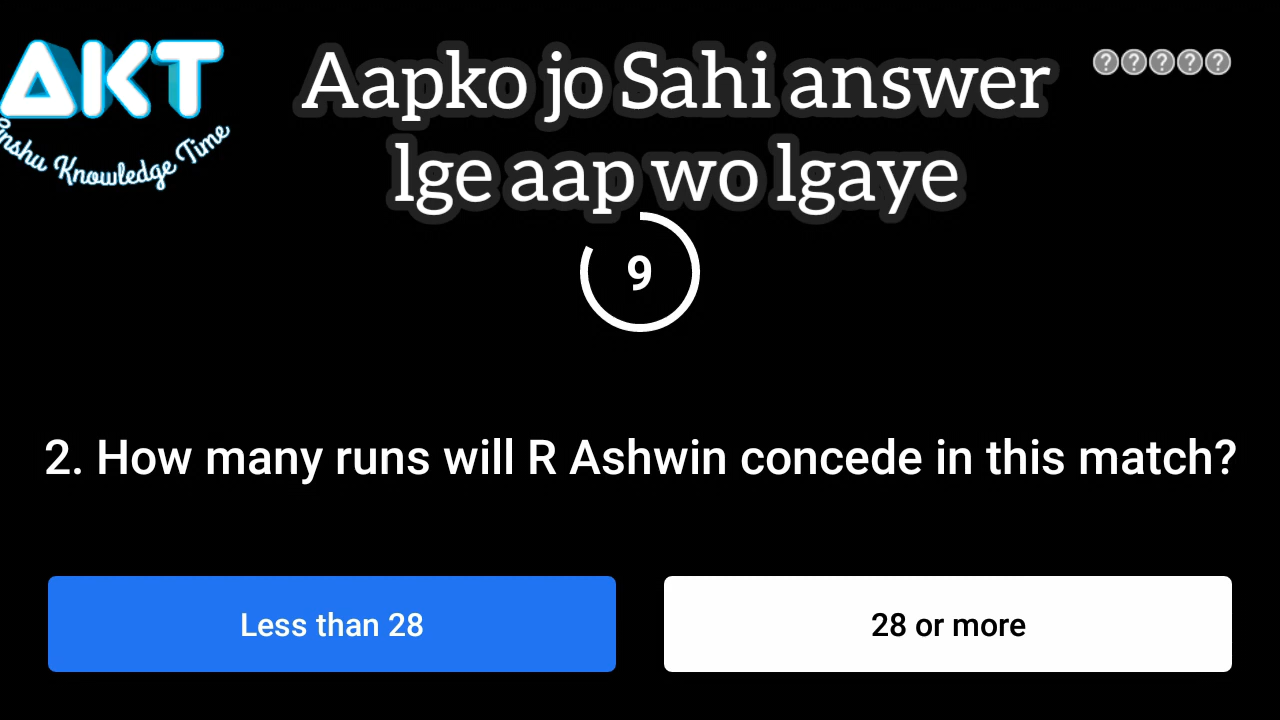 AKT
Knowledge Time
Aapko jo Sahi answer
lge aap wo lgaye
? ? ? ? ?
9
2. How many runs will R Ashwin concede in this match?
Less than 28
28 or more